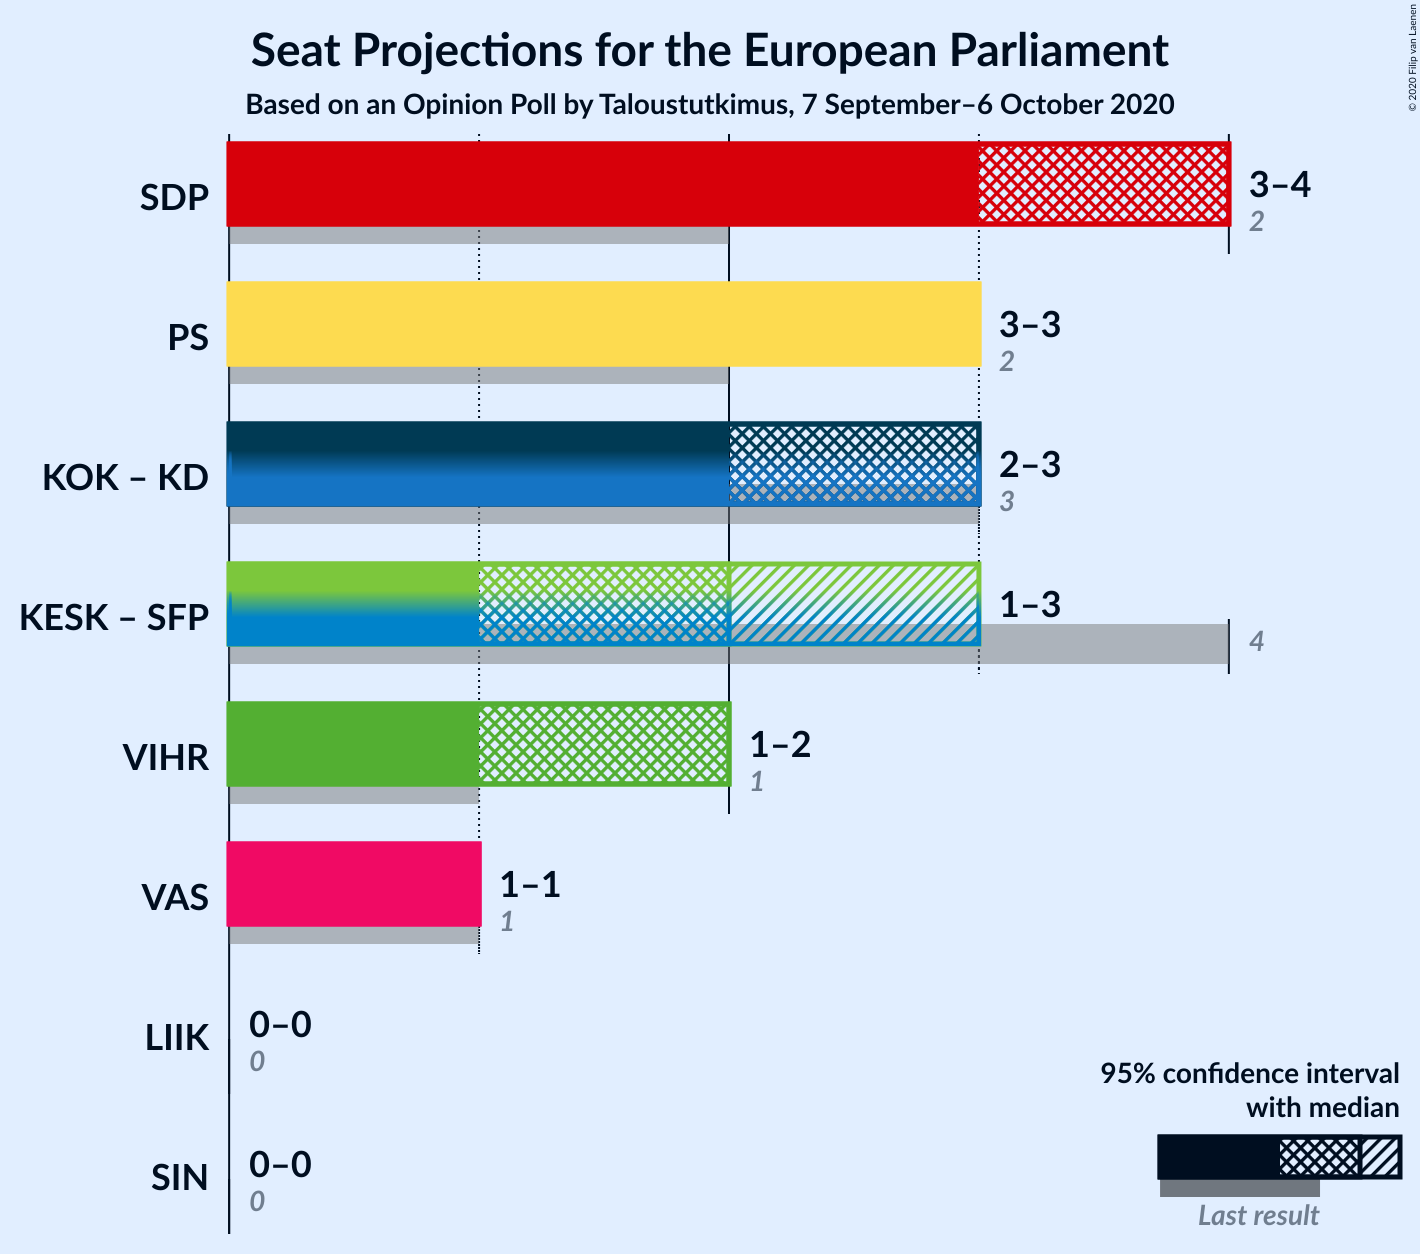 Seat Projections for the European Parliament
Based on an Opinion Poll by Taloustutkimus, 7 September–6 October 2020
© 2020 Filip van Laenen
SDP
3–4
2
PS
3–3
2
KOK – KD
2–3
3
KESK – SFP
1–3
4
VIHR
1–2
1
VAS
1–1
1
LIIK
0–0
0
SIN
0–0
0
95% confidence interval
with median
Last result